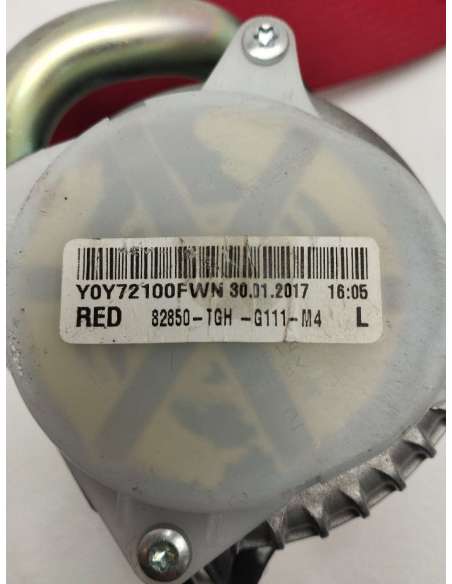 Y0Y72100FWN 30.01.2017 16:05
RED 82850-TGH -G111-M4 L